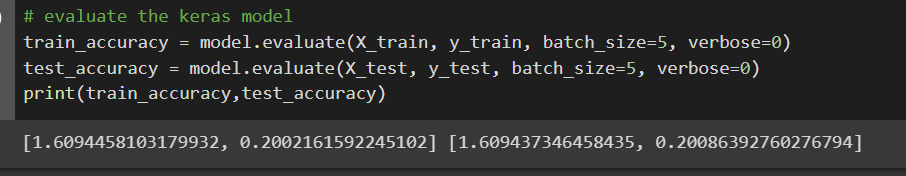 # evaluate the keras model
train_accuracy = model.evaluate(X_train, y_train, batch_size=5, verbose=0)
test_accuracy = model.evaluate(X_test, y_test, batch_size=5, verbose=0)
print(train_accuracy,test_accuracy)
[1.6094458103179932, 0.2002161592245102] [1.609437346458435, 0.20086392760276794]